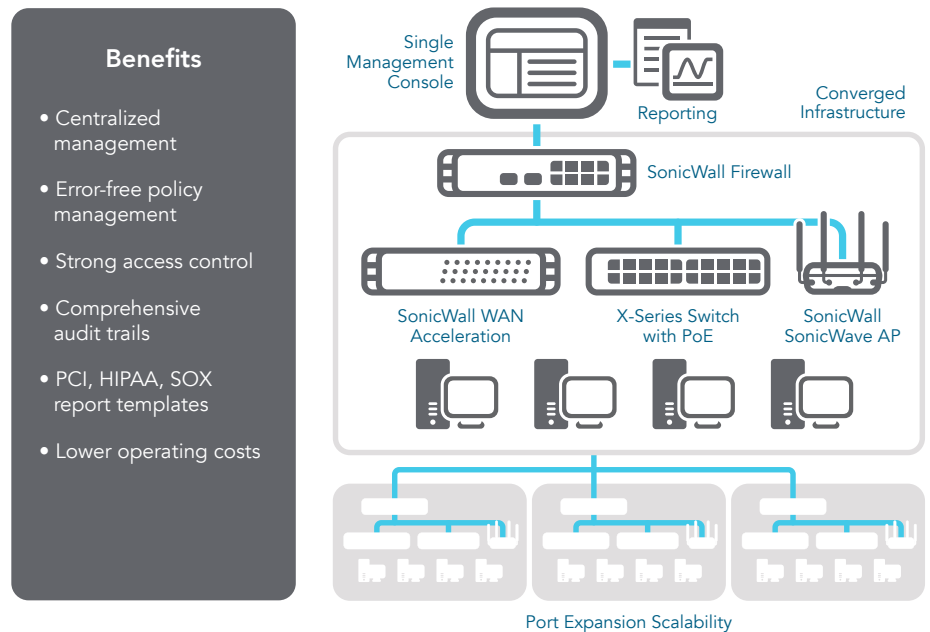 Benefits
• Centralized
management
• Error-free policy
management
• Strong access control
• Comprehensive
audit trails
• PCI, HIPAA, SOX
report templates
• Lower operating costs
Single
Management
Console
Reporting
Converged
Infrastructure
SonicWall Firewall
SonicWall WAN
Acceleration
X-Series Switch
with PoE
SonicWall
SonicWave AP
Port Expansion Scalability